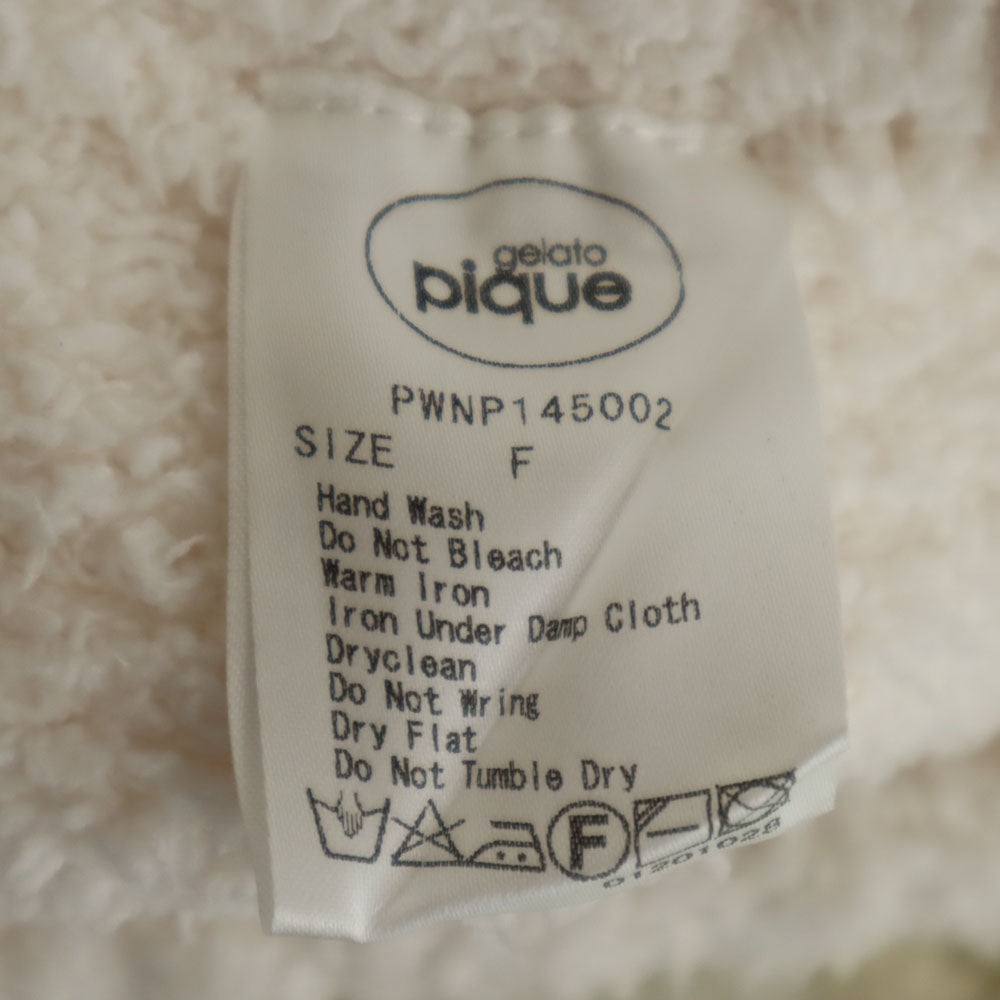 gelato
pique
PWNP145002
SIZE F
Hand Wash
Do Not Bleach
Warm Iron
Iron Under Damp Cloth
Dryclean
Do Not Wring
Dry Flat
Do Not Tumble Dry
F
01201028